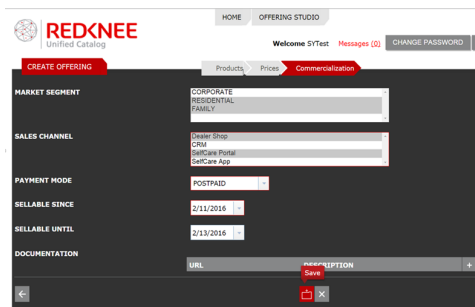 HOME OFFERING STUDIO
REDKNEE
Unified Catalog
Welcome SYTest Messages (0) CHANGE PASSWORD
CREATE OFFERING Products Prices Commercialization
MARKET SEGMENT
CORPORATE
RESIDENTIAL
FAMILY
SALES CHANNEL
Dealer Shop
CRM
SelfCare Portal
SelfCare App
PAYMENT MODE
POSTPAID
SELLABLE SINCE
2/11/2016
SELLABLE UNTIL
2/13/2016
DOCUMENTATION
URL DESCRIPTION +
Save